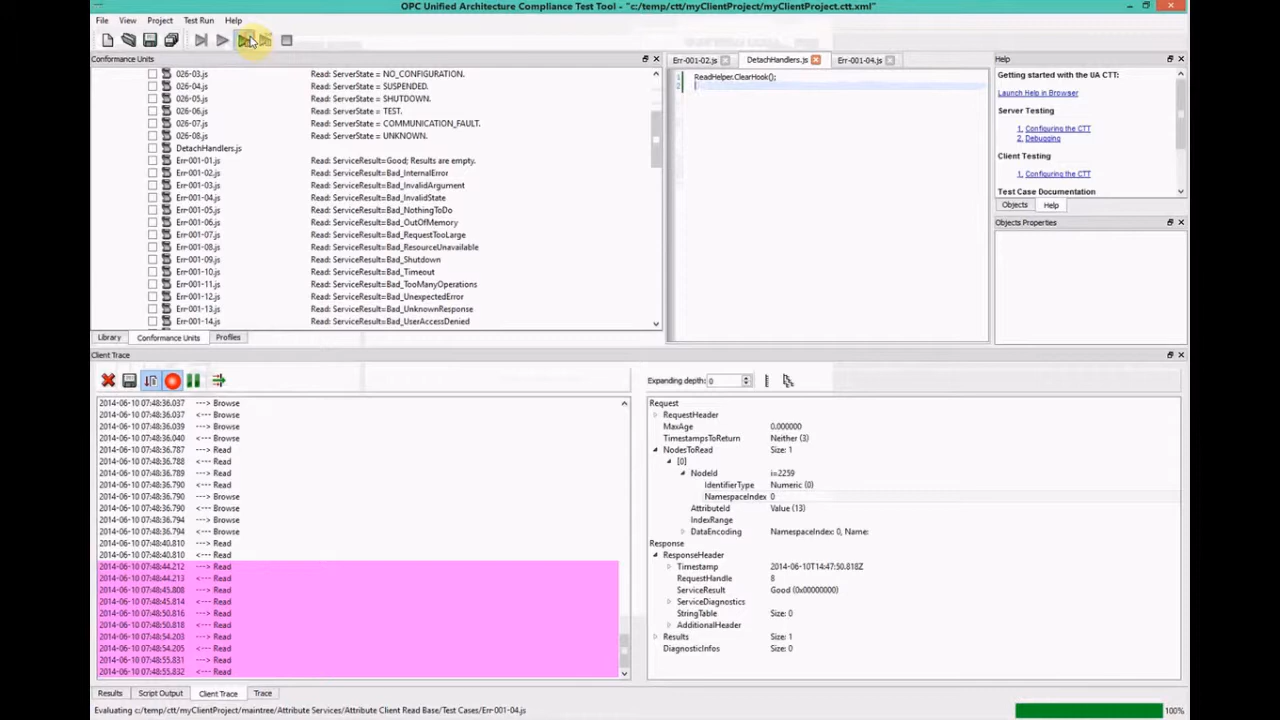 OPC Unified Architecture Compliance Test Tool - "c:/temp/ctt/myClientProject/myClientProject.ctt.xml"
File View Project Test Run Help
Conformance Units
026-03.js Read: ServerState = NO_CONFIGURATION.
026-04.js Read: ServerState = SUSPENDED.
026-05.js Read: ServerState = SHUTDOWN.
026-06.js Read: ServerState = TEST.
026-07.js Read: ServerState = COMMUNICATION_FAULT.
026-08.js Read: ServerState = UNKNOWN.
DetachHandlers.js
Err-001-01.js Read: ServiceResult=Good; Results are empty.
Err-001-02.js Read: ServiceResult=Bad_InternalError
Err-001-03.js Read: ServiceResult=Bad_InvalidArgument
Err-001-04.js Read: ServiceResult=Bad_InvalidState
Err-001-05.js Read: ServiceResult=Bad_NothingToDo
Err-001-06.js Read: ServiceResult=Bad_OutOfMemory
Err-001-07.js Read: ServiceResult=Bad_RequestTooLarge
Err-001-08.js Read: ServiceResult=Bad_ResourceUnavailable
Err-001-09.js Read: ServiceResult=Bad_Shutdown
Err-001-10.js Read: ServiceResult=Bad_Timeout
Err-001-11.js Read: ServiceResult=Bad_TooManyOperations
Err-001-12.js Read: ServiceResult=Bad_UnexpectedError
Err-001-13.js Read: ServiceResult=Bad_UnknownResponse
Err-001-14.js Read: ServiceResult=Bad_UserAccessDenied
Library Conformance Units Profiles
Err-001-02.js DetachHandlers.js Err-001-04.js
1 ReadHelper.ClearHook();
2
Help
Getting started with the UA CTT:
Launch Help in Browser
Server Testing
1. Configuring the CTT
2. Debugging
Client Testing
1. Configuring the CTT
Test Case Documentation
Objects Help
Objects Properties
Client Trace
2014-06-10 07:48:36.037 ---> Browse
2014-06-10 07:48:36.037 <--- Browse
2014-06-10 07:48:36.039 ---> Browse
2014-06-10 07:48:36.040 <--- Browse
2014-06-10 07:48:36.787 ---> Read
2014-06-10 07:48:36.788 <--- Read
2014-06-10 07:48:36.789 ---> Read
2014-06-10 07:48:36.790 <--- Read
2014-06-10 07:48:36.790 ---> Browse
2014-06-10 07:48:36.790 <--- Browse
2014-06-10 07:48:36.794 ---> Browse
2014-06-10 07:48:36.794 <--- Browse
2014-06-10 07:48:40.810 ---> Read
2014-06-10 07:48:40.810 <--- Read
2014-06-10 07:48:44.212 ---> Read
2014-06-10 07:48:44.213 <--- Read
2014-06-10 07:48:45.808 ---> Read
2014-06-10 07:48:45.814 <--- Read
2014-06-10 07:48:50.816 ---> Read
2014-06-10 07:48:50.818 <--- Read
2014-06-10 07:48:54.203 ---> Read
2014-06-10 07:48:54.205 <--- Read
2014-06-10 07:48:55.831 ---> Read
2014-06-10 07:48:55.832 <--- Read
Expanding depth: 0
Request
RequestHeader
MaxAge 0.000000
TimestampsToReturn Neither (3)
NodesToRead Size: 1
[0]
NodeId i=2259
IdentifierType Numeric (0)
NamespaceIndex 0
AttributeId Value (13)
IndexRange
DataEncoding NamespaceIndex: 0, Name:
Response
ResponseHeader
Timestamp 2014-06-10T14:47:50.818Z
RequestHandle 8
ServiceResult Good (0x00000000)
ServiceDiagnostics
StringTable Size: 0
AdditionalHeader
Results Size: 1
DiagnosticInfos Size: 0
Results Script Output Client Trace Trace
Evaluating c:/temp/ctt/myClientProject/maintree/Attribute Services/Attribute Client Read Base/Test Cases/Err-001-04.js 100%